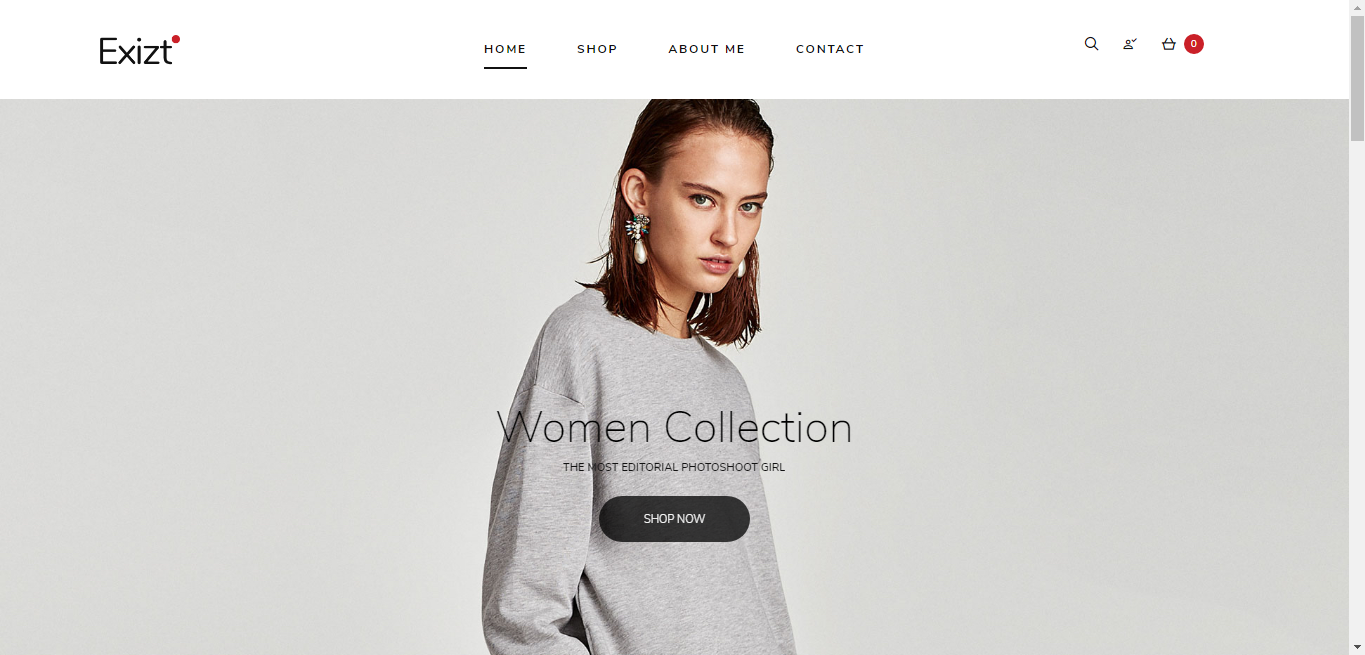 Exizt
HOME SHOP ABOUT ME CONTACT
0
Women Collection
THE MOST EDITORIAL PHOTOSHOOT GIRL
SHOP NOW